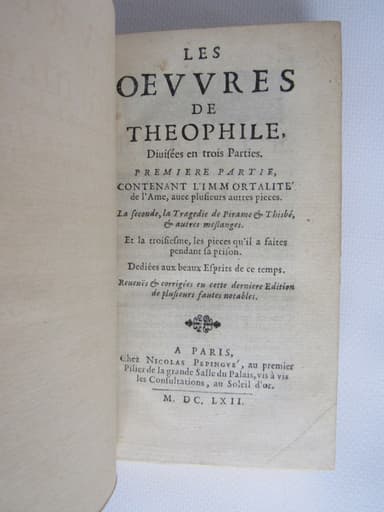 LES
OEVVRES
DE
THEOPHILE,
Diuisées en trois Parties.
PREMIERE PARTIE,
CONTENANT L'IMMORTALITE'
de l'Ame, auec plusieurs autres pieces.
La seconde, la Tragedie de Pirame & Thisbé,
& autres meslanges.
Et la troisiesme, les pieces qu'il a faites
pendant sa prison.
Dediées aux beaux Esprits de ce temps.
Reueuës & corrigées en cette derniere Edition
de plusieurs fautes notables.
A PARIS,
Chez NICOLAS PEPINGVE', au premier
Pilier de la grande Salle du Palais, vis à vis
les Consultations, au Soleil d'or.
M. DC. LXII.